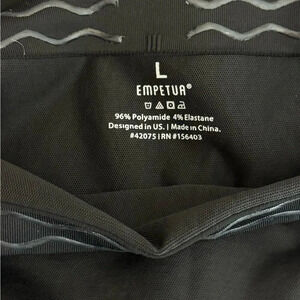 L
EMPETUA®
96% Polyamide 4% Elastane
Designed in US. | Made in China.
#42075 | RN #156403